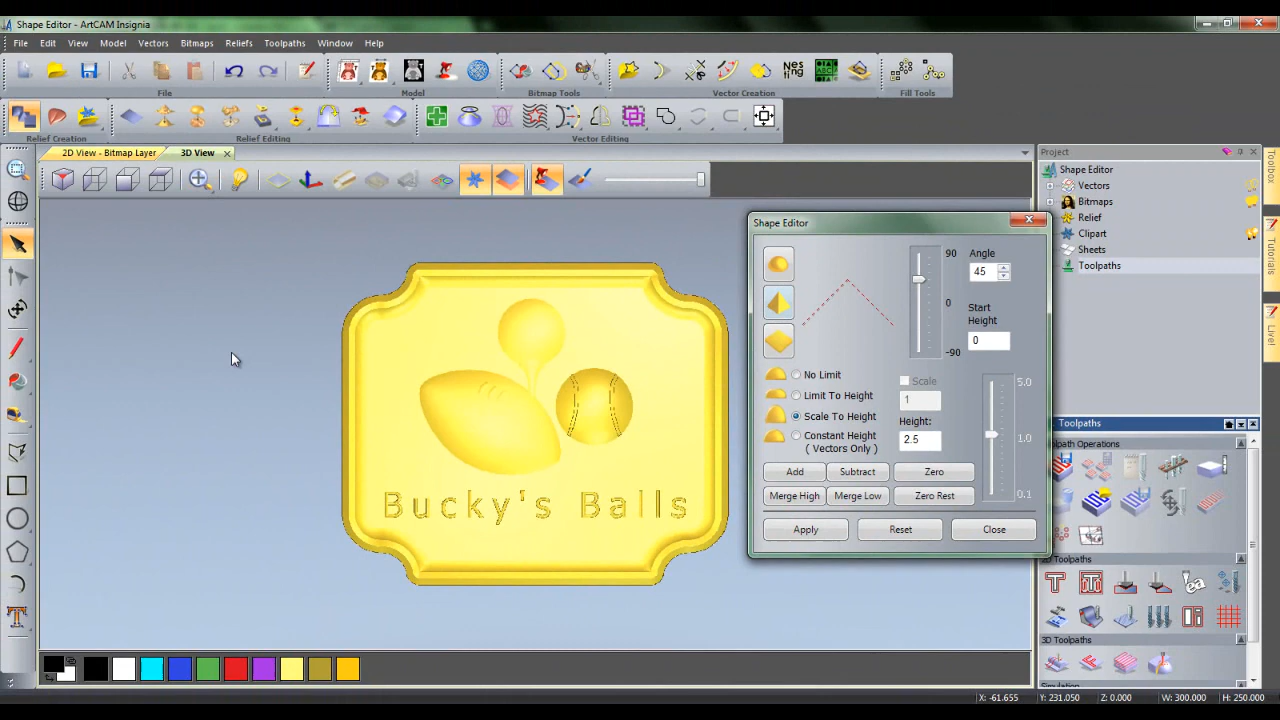 Shape Editor - ArtCAM Insignia
File Edit View Model Vectors Bitmaps Reliefs Toolpaths Window Help
Nes
ting
File Model Bitmap Tools Vector Creation Fill Tools
Relief Creation Relief Editing Vector Editing
2D View - Bitmap Layer 3D View
Project
Shape Editor
Vectors
Bitmaps
Relief
Clipart
Sheets
Toolpaths
Toolbox
Tutorials
Live!
Shape Editor
90 Angle
45
0 Start
Height
0
-90
No Limit
Scale
5.0
Limit To Height
1
Scale To Height
Height:
1.0
Constant Height
( Vectors Only )
2.5
Add Subtract Zero
0.1
Merge High Merge Low Zero Rest
Apply Reset Close
Bucky's Balls
Toolpaths
3D Toolpaths
X: -61.655 Y: 231.050 Z: 0.000 W: 300.000 H: 250.000